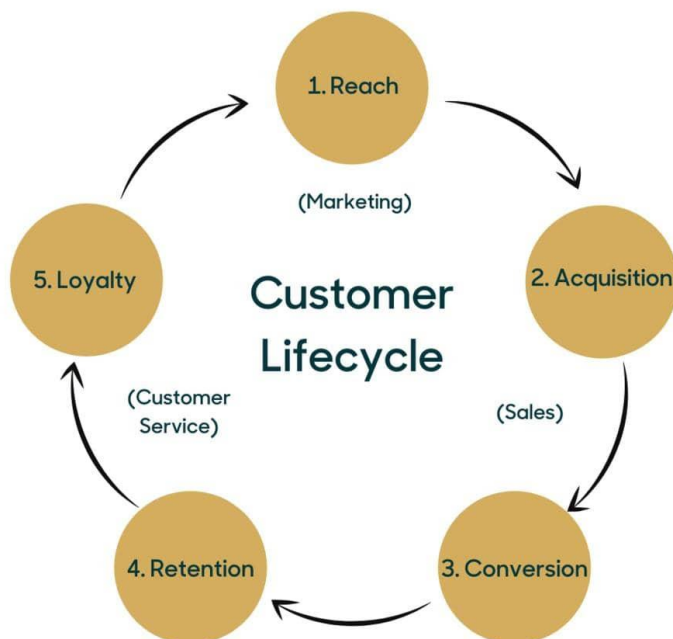 1. Reach
(Marketing)
Customer
Lifecycle
5. Loyalty
2. Acquisition
(Customer
Service)
(Sales)
4. Retention
3. Conversion